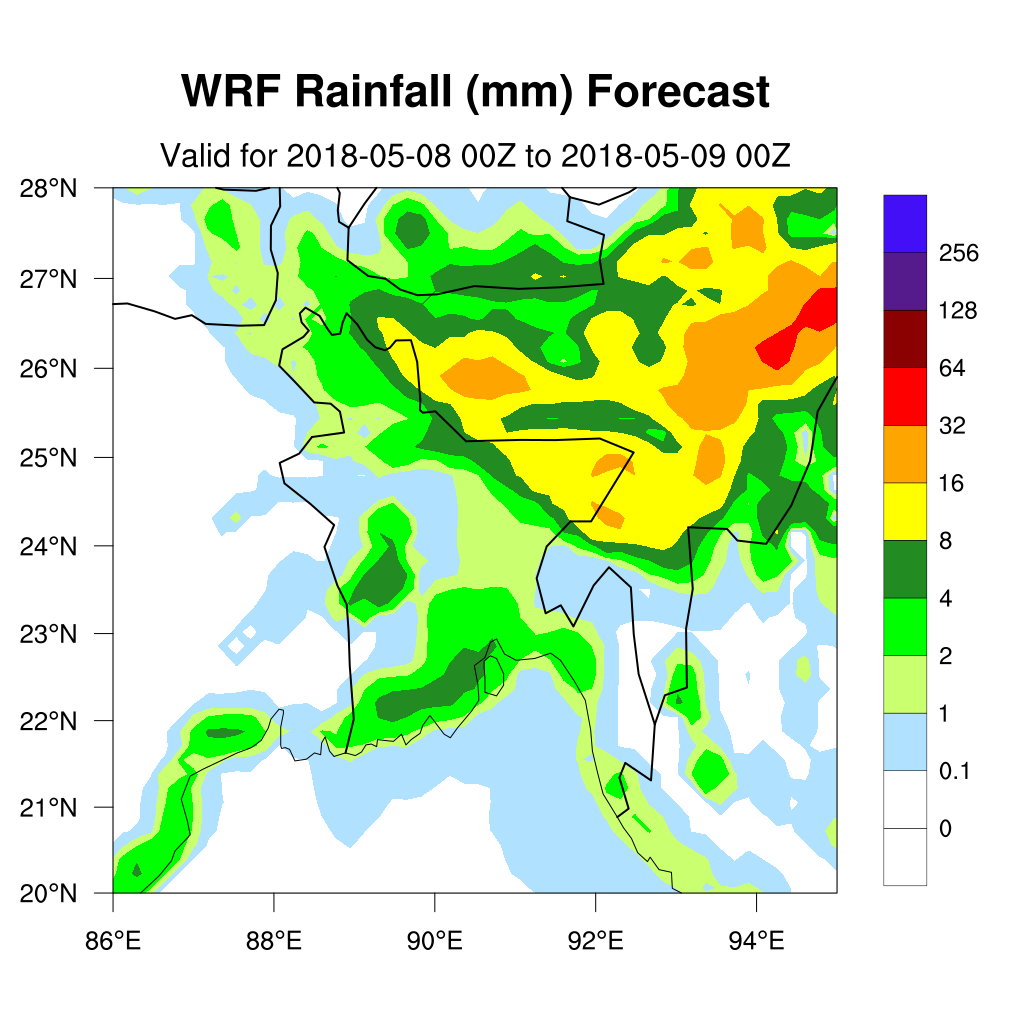 WRF Rainfall (mm) Forecast
Valid for 2018-05-08 00Z to 2018-05-09 00Z
28°N
27°N
26°N
25°N
24°N
23°N
22°N
21°N
20°N
86°E 88°E 90°E 92°E 94°E
256
128
64
32
16
8
4
2
1
0.1
0